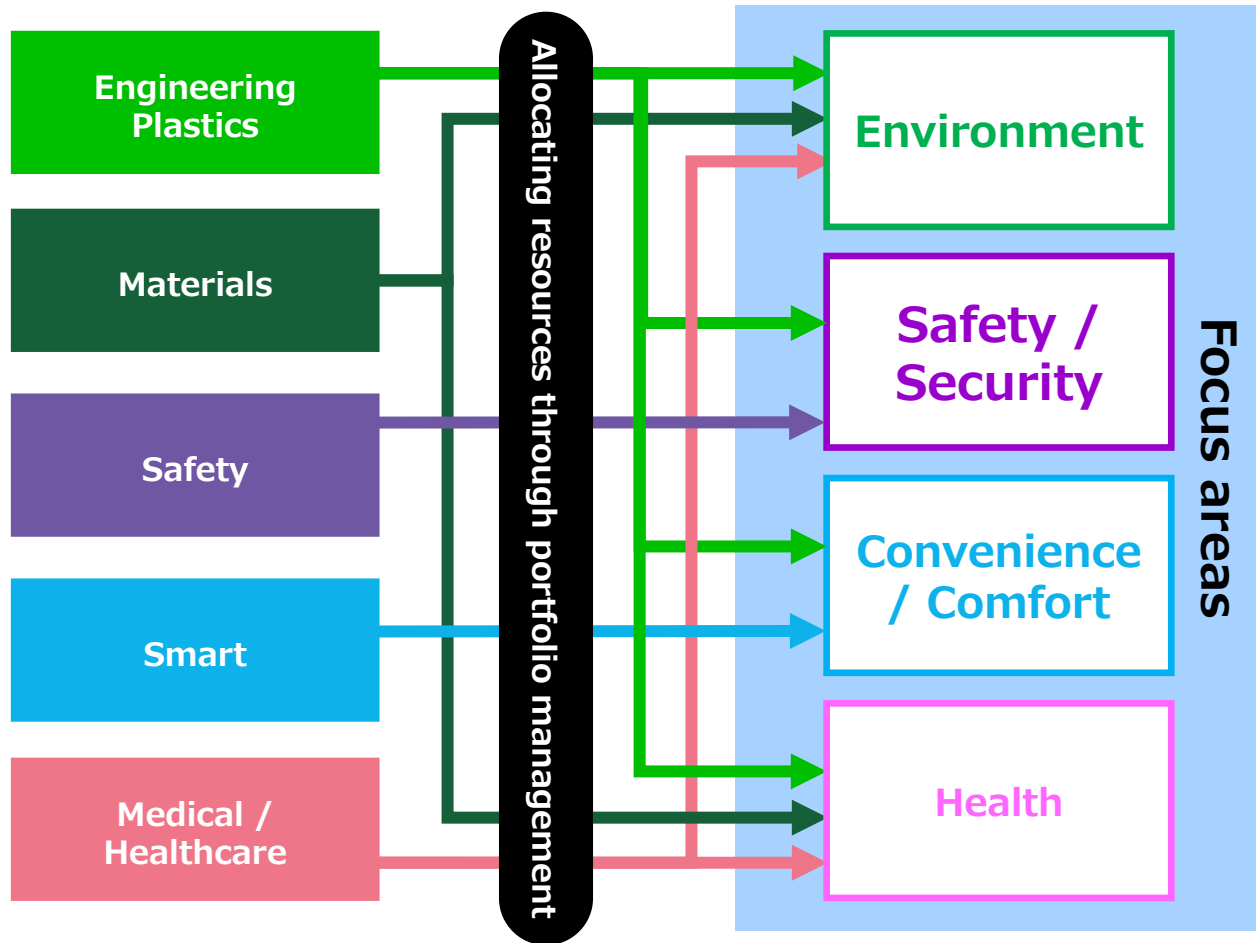 Engineering
Plastics
Materials
Safety
Smart
Medical /
Healthcare
Allocating resources through portfolio management
Environment
Safety /
Security
Convenience
/ Comfort
Health
Focus areas